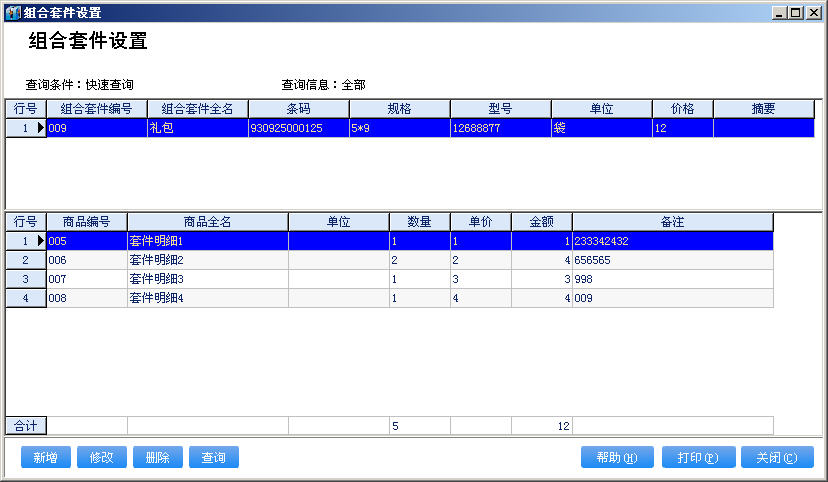 组合套件设置
组合套件设置
查询条件：快速查询 查询信息：全部
行号 组合套件编号 组合套件全名 条码 规格 型号 单位 价格 摘要
1 009 礼包 930925000125 5*9 12688877 袋 12
行号 商品编号 商品全名 单位 数量 单价 金额 备注
1 005 套件明细1 1 1 1 233342432
2 006 套件明细2 2 2 4 656565
3 007 套件明细3 1 3 3 998
4 008 套件明细4 1 4 4 009
合计 5 12
新增 修改 删除 查询 帮助(H) 打印(P) 关闭(C)